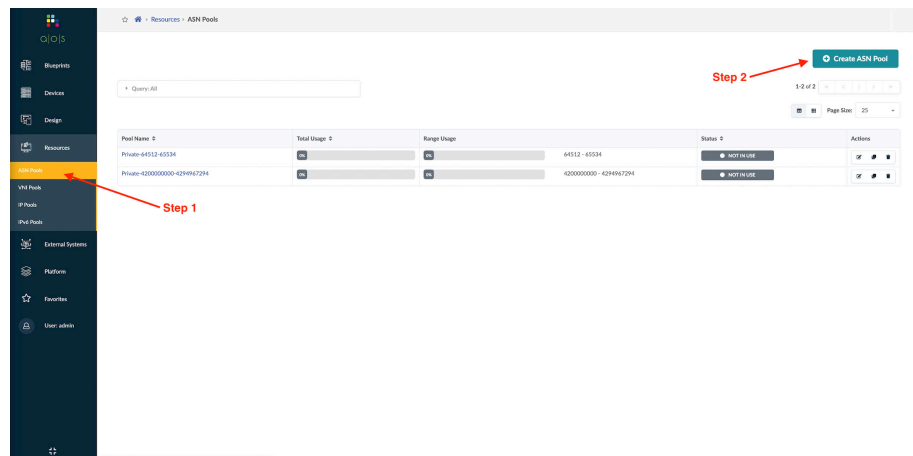 a|o|s
Blueprints
Devices
Design
Resources
ASN Pools
VNI Pools
IP Pools
IPv6 Pools
External Systems
Platform
Favorites
User: admin
Resources › ASN Pools
Create ASN Pool
Step 2
Query: All
1-2 of 2
Page Size: 25
Pool Name Total Usage Range Usage Status Actions
Private-64512-65534 0% 0% 64512 - 65534 NOT IN USE
Private-4200000000-4294967294 0% 0% 4200000000 - 4294967294 NOT IN USE
Step 1